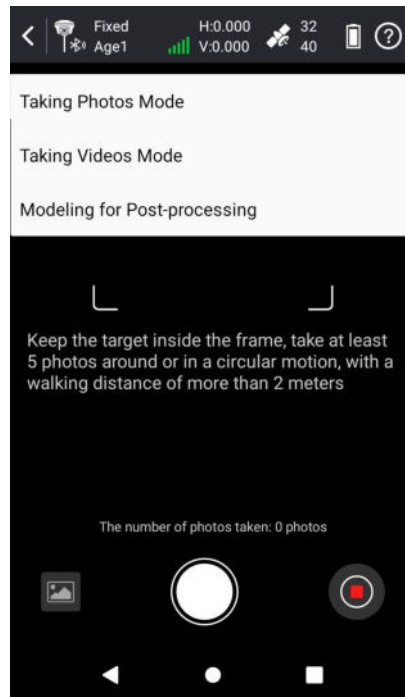 Fixed H:0.000 32
Age1 V:0.000 40
Taking Photos Mode
Taking Videos Mode
Modeling for Post-processing
Keep the target inside the frame, take at least
5 photos around or in a circular motion, with a
walking distance of more than 2 meters
The number of photos taken: 0 photos